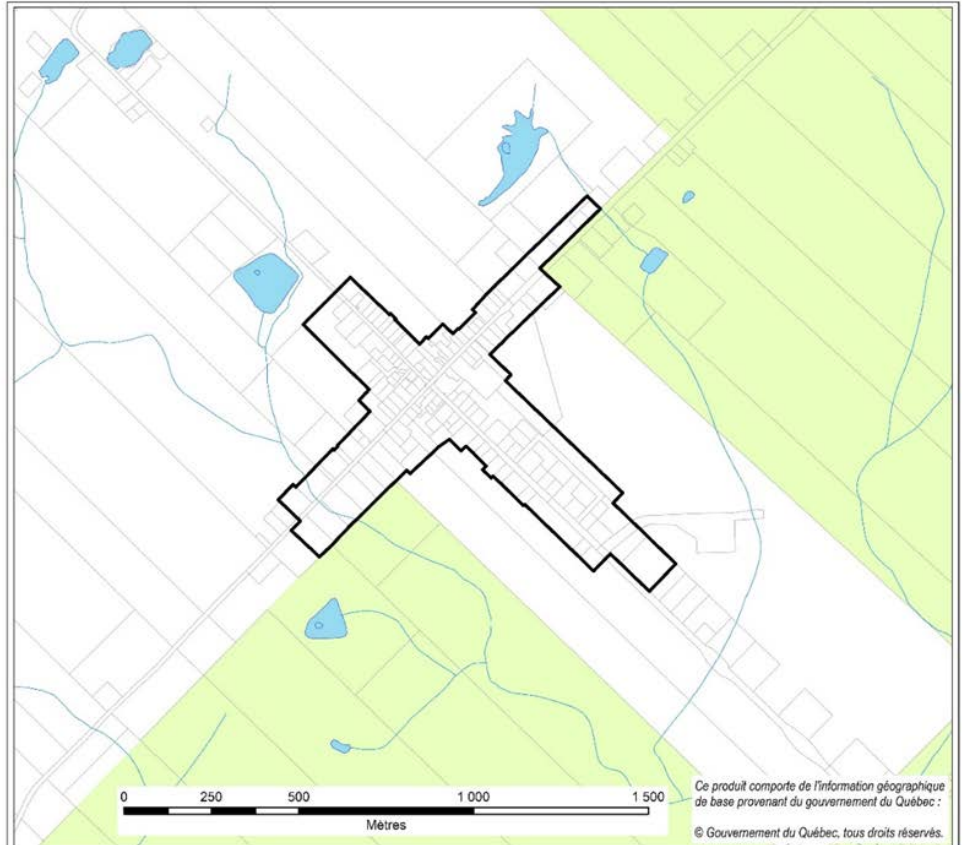 0 250 500 1 000 1 500
Mètres
Ce produit comporte de l'information géographique
de base provenant du gouvernement du Québec :
© Gouvernement du Québec, tous droits réservés.